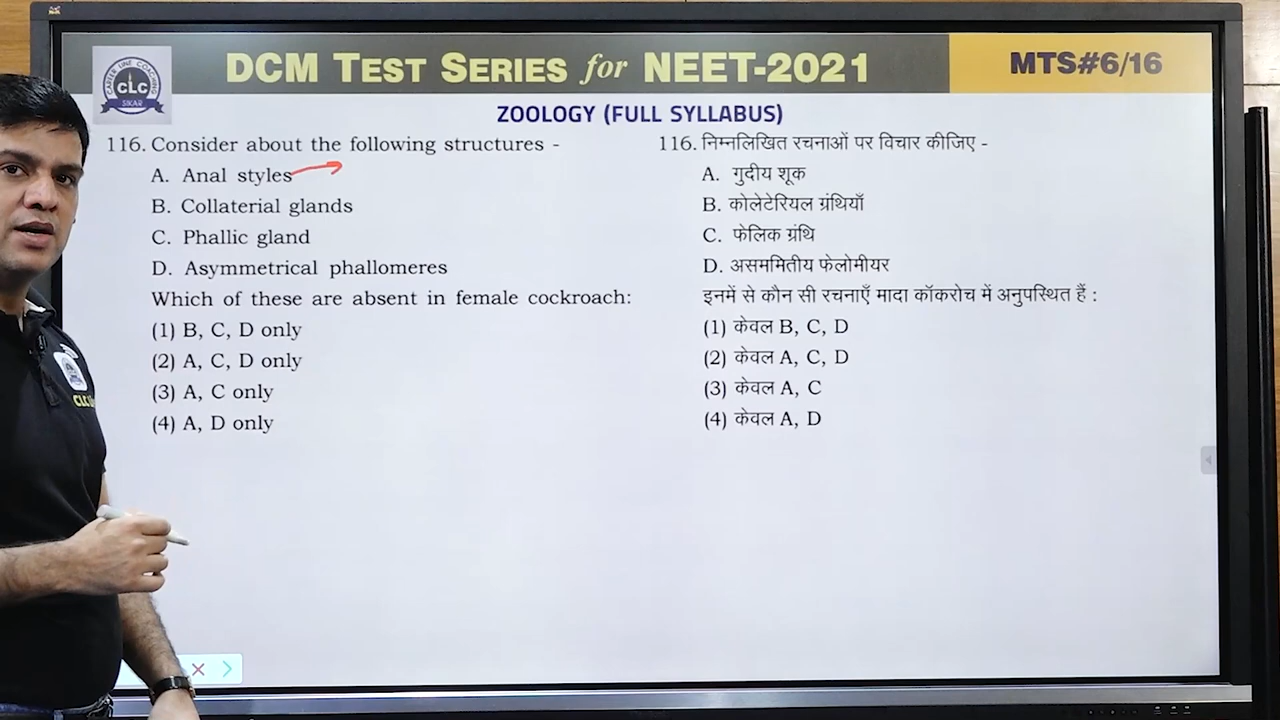 DCM TEST SERIES for NEET-2021
MTS#6/16
CAREER LINE COACHING
CLC
SIKAR
ZOOLOGY (FULL SYLLABUS)
116. Consider about the following structures -
A. Anal styles
B. Collaterial glands
C. Phallic gland
D. Asymmetrical phallomeres
Which of these are absent in female cockroach:
(1) B, C, D only
(2) A, C, D only
(3) A, C only
(4) A, D only
116. निम्नलिखित रचनाओं पर विचार कीजिए -
A. गुदीय शूक
B. कोलेटेरियल ग्रंथियाँ
C. फेलिक ग्रंथि
D. असममितीय फेलोमीयर
इनमें से कौन सी रचनाएँ मादा कॉकरोच में अनुपस्थित हैं :
(1) केवल B, C, D
(2) केवल A, C, D
(3) केवल A, C
(4) केवल A, D